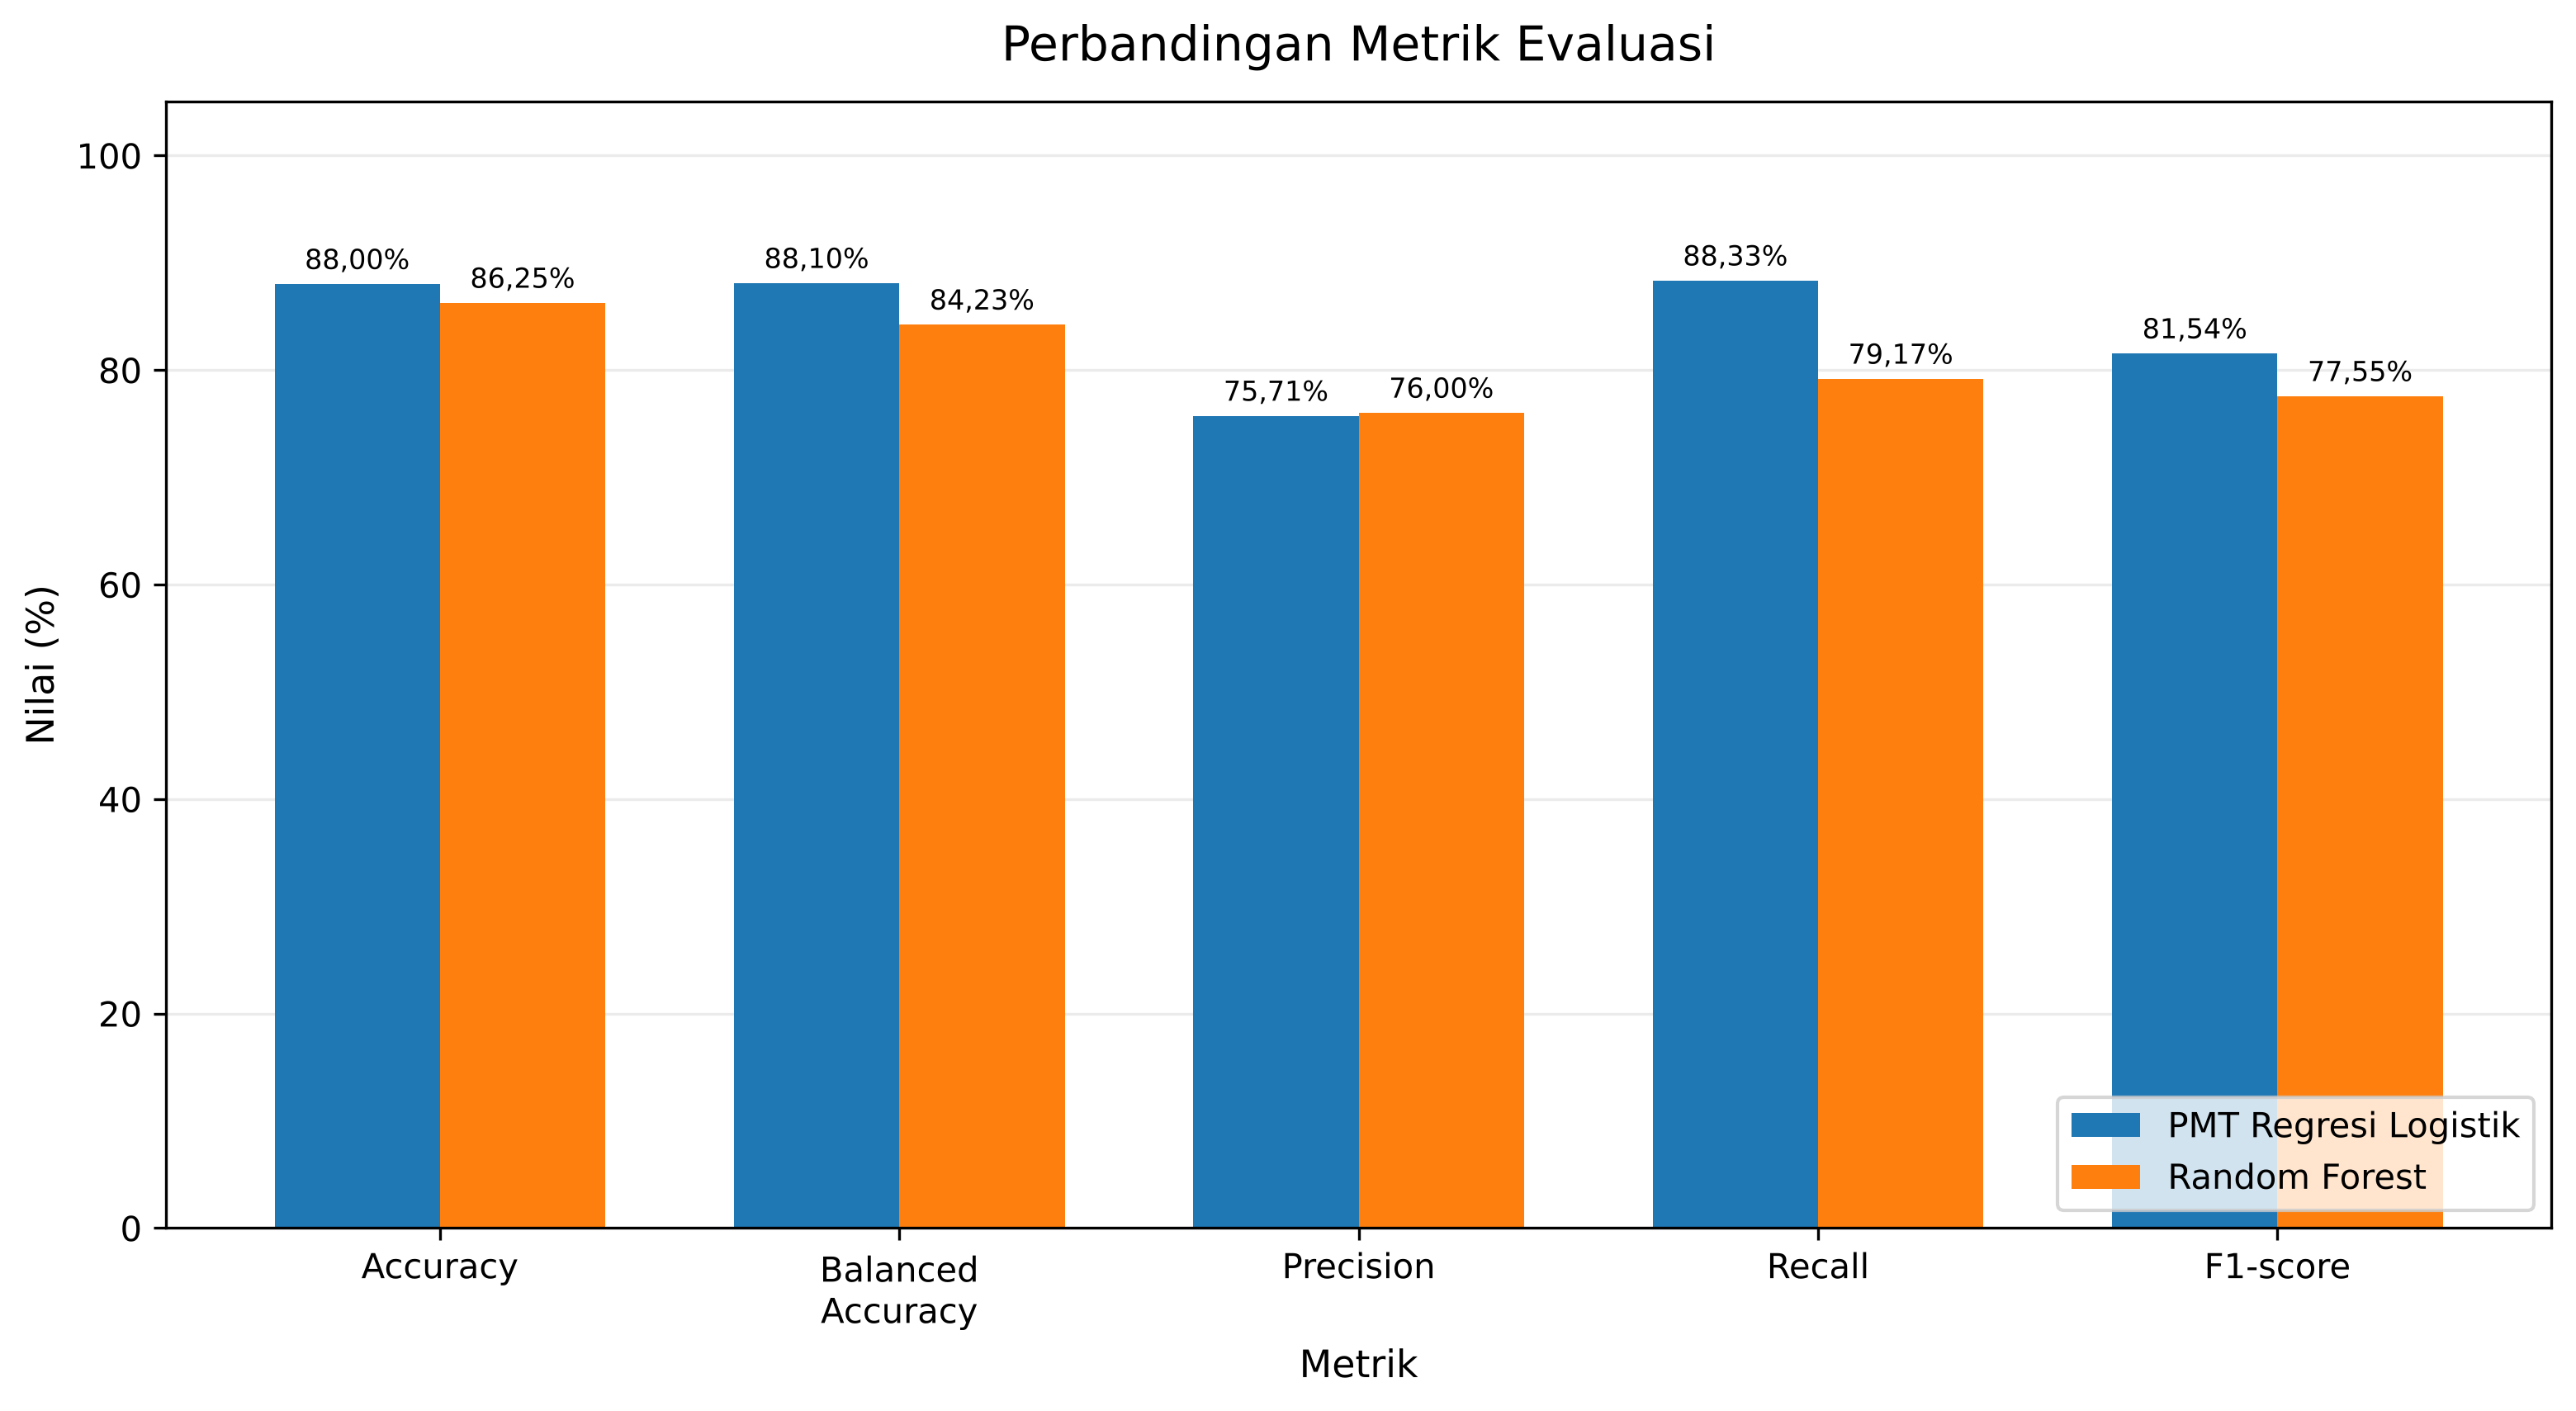 Perbandingan Metrik Evaluasi
Nilai (%)
100
80
60
40
20
0
88,00%
86,25%
88,10%
84,23%
75,71%
76,00%
88,33%
79,17%
81,54%
77,55%
PMT Regresi Logistik
Random Forest
Accuracy
Balanced
Accuracy
Precision
Recall
F1-score
Metrik